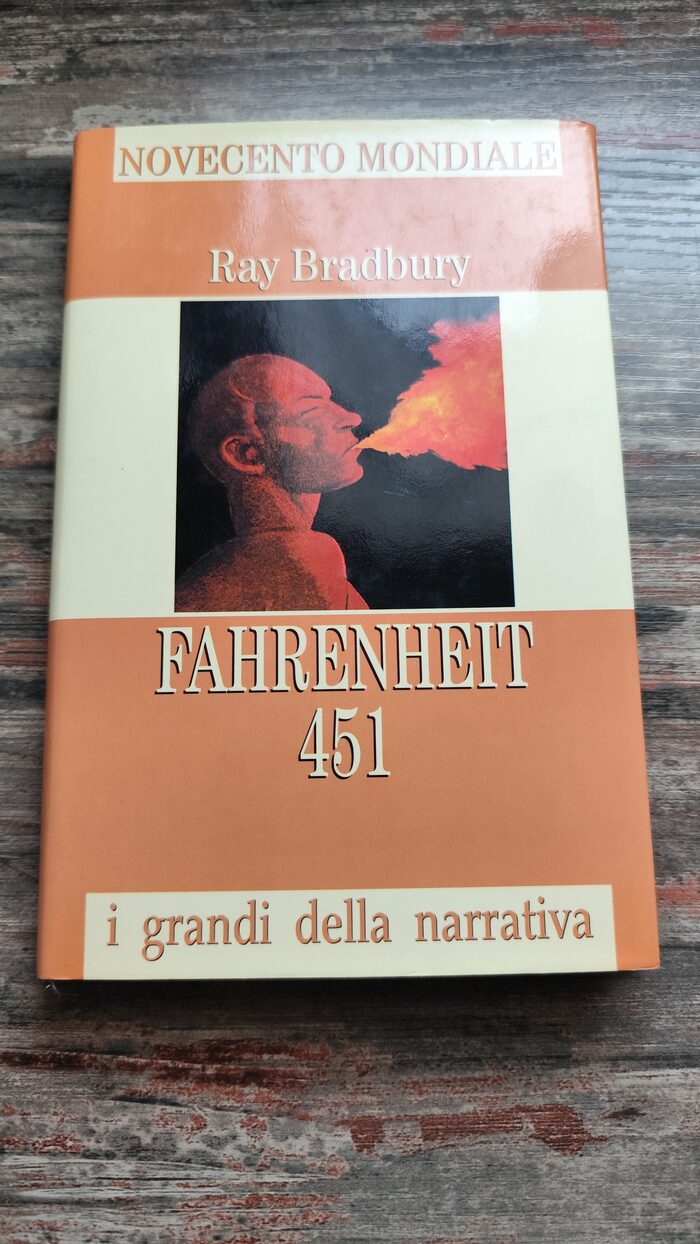 NOVECENTO MONDIALE
Ray Bradbury
FAHRENHEIT
451
i grandi della narrativa